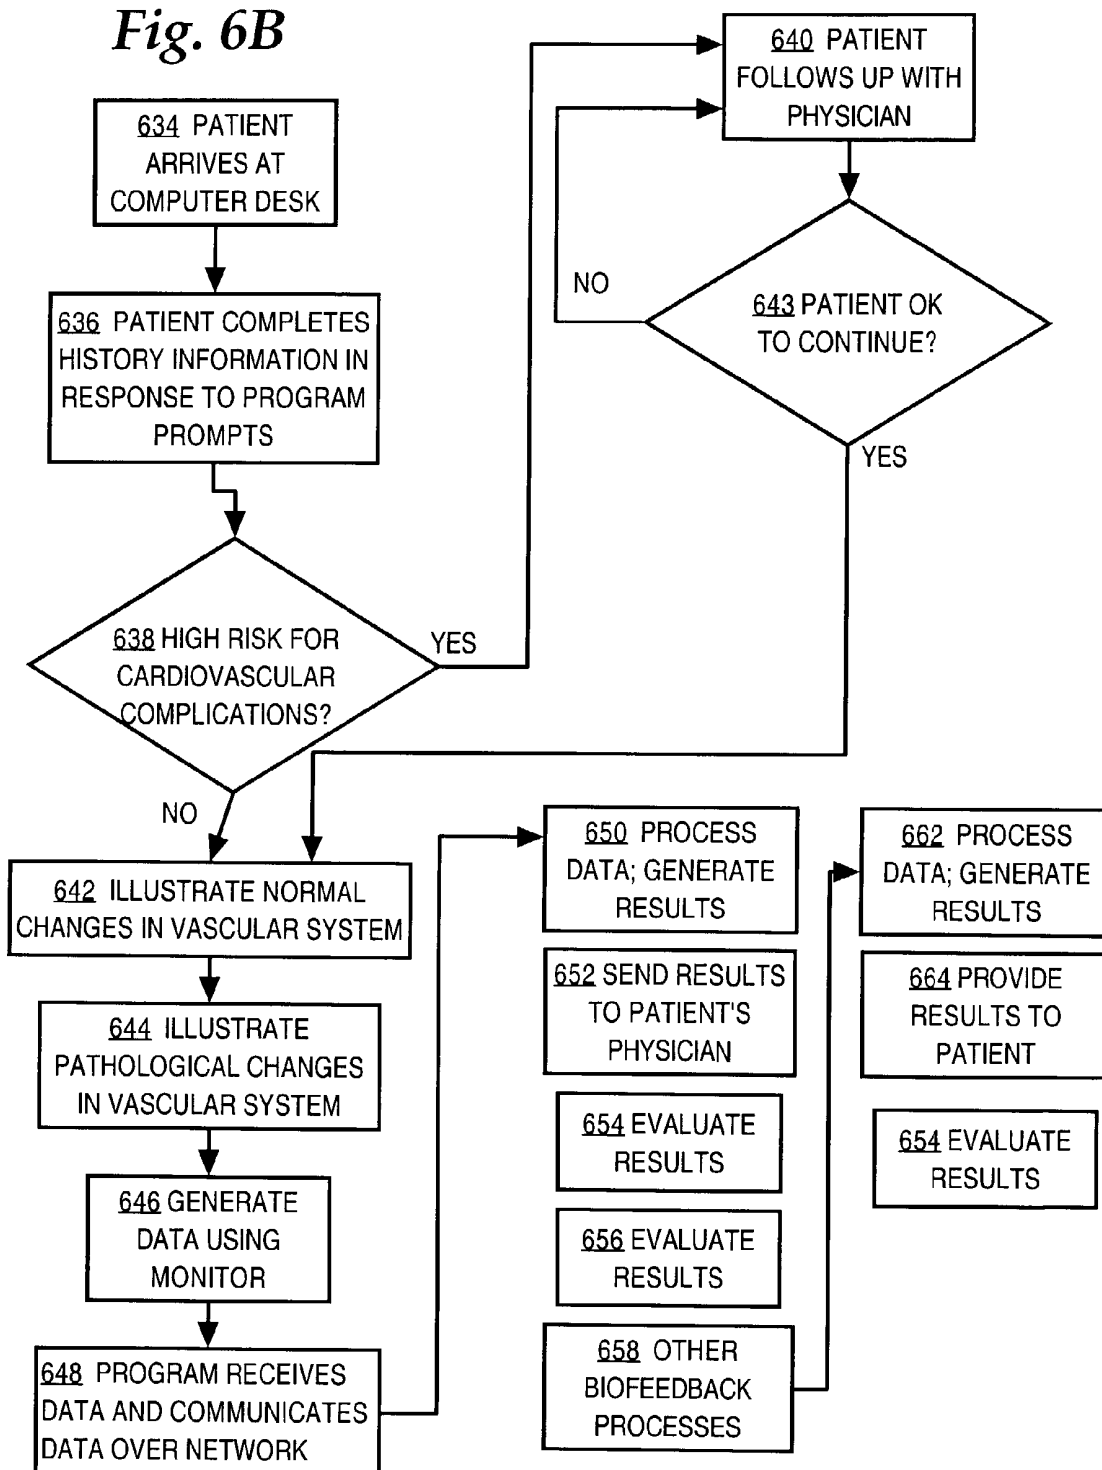 Fig. 6B
634 PATIENT
ARRIVES AT
COMPUTER DESK
636 PATIENT COMPLETES
HISTORY INFORMATION IN
RESPONSE TO PROGRAM
PROMPTS
638 HIGH RISK FOR
CARDIOVASCULAR
COMPLICATIONS?
YES
NO
640 PATIENT
FOLLOWS UP WITH
PHYSICIAN
643 PATIENT OK
TO CONTINUE?
NO
YES
642 ILLUSTRATE NORMAL
CHANGES IN VASCULAR SYSTEM
644 ILLUSTRATE
PATHOLOGICAL CHANGES
IN VASCULAR SYSTEM
646 GENERATE
DATA USING
MONITOR
648 PROGRAM RECEIVES
DATA AND COMMUNICATES
DATA OVER NETWORK
650 PROCESS
DATA; GENERATE
RESULTS
652 SEND RESULTS
TO PATIENT'S
PHYSICIAN
654 EVALUATE
RESULTS
656 EVALUATE
RESULTS
658 OTHER
BIOFEEDBACK
PROCESSES
662 PROCESS
DATA; GENERATE
RESULTS
664 PROVIDE
RESULTS TO
PATIENT
654 EVALUATE
RESULTS